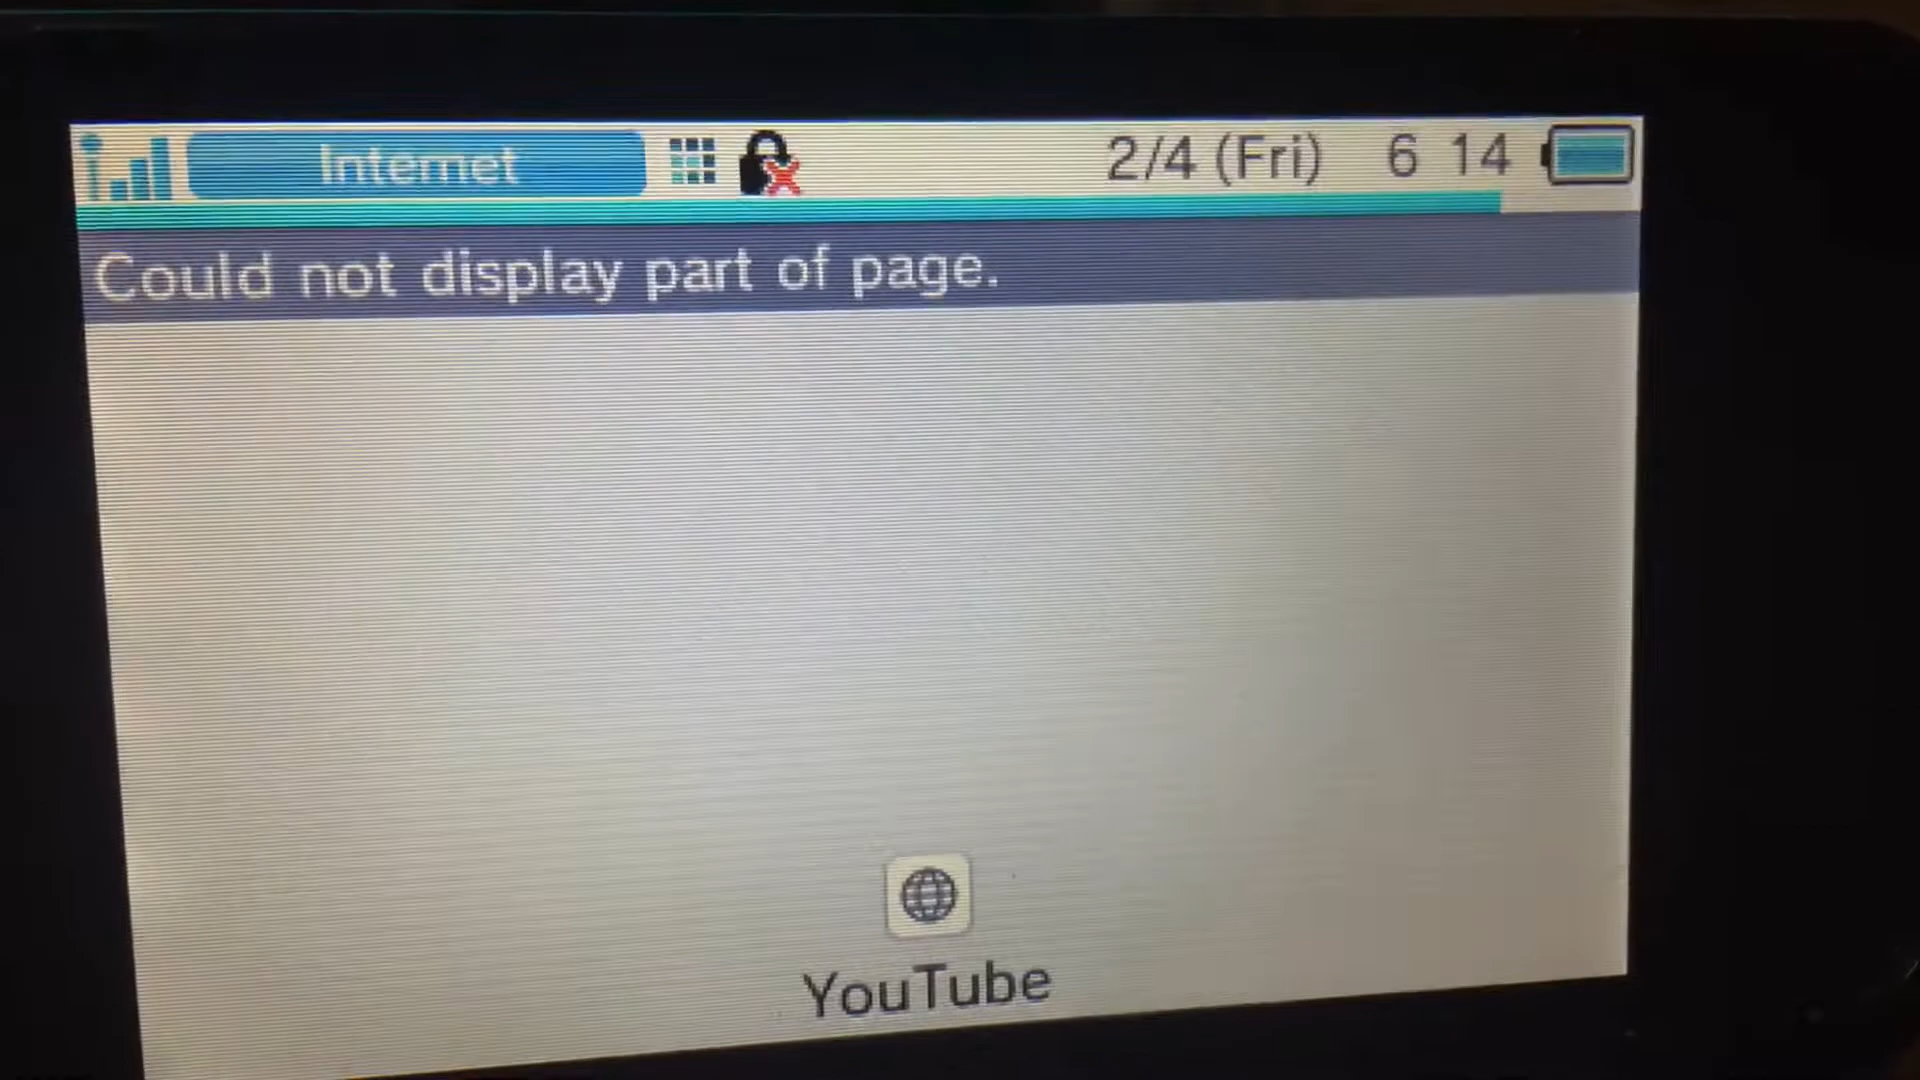 Internet 2/4 (Fri) 6 14
Could not display part of page.
YouTube